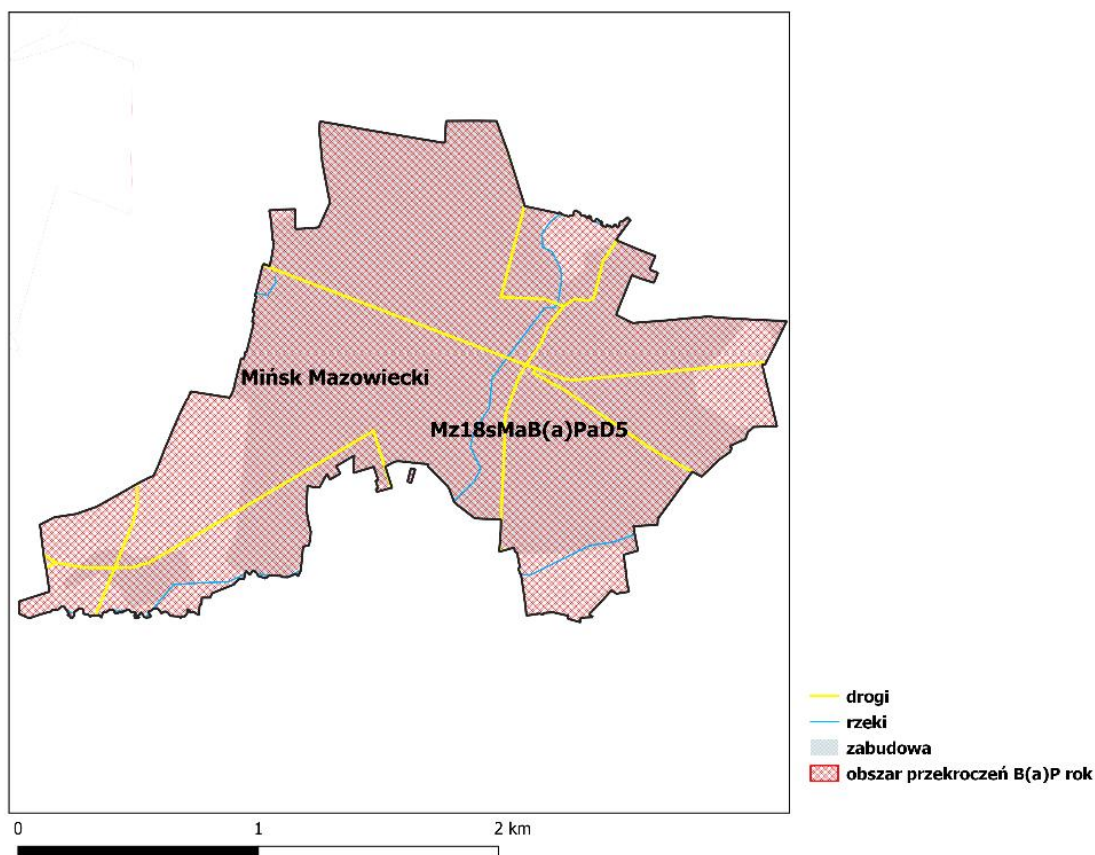 Mińsk Mazowiecki
Mz18sMaB(a)PaD5
drogi
rzeki
zabudowa
obszar przekroczeń B(a)P rok
0 1 2 km